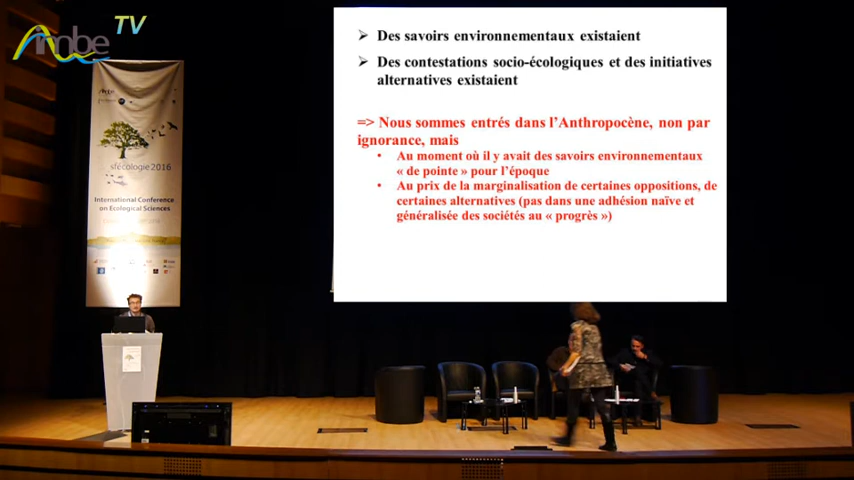 imbe TV
sfécologie2016
International Conference
on Ecological Sciences
➢ Des savoirs environnementaux existaient
➢ Des contestations socio-écologiques et des initiatives
alternatives existaient
=> Nous sommes entrés dans l'Anthropocène, non par
ignorance, mais
• Au moment où il y avait des savoirs environnementaux
« de pointe » pour l'époque
• Au prix de la marginalisation de certaines oppositions, de
certaines alternatives (pas dans une adhésion naïve et
généralisée des sociétés au « progrès »)